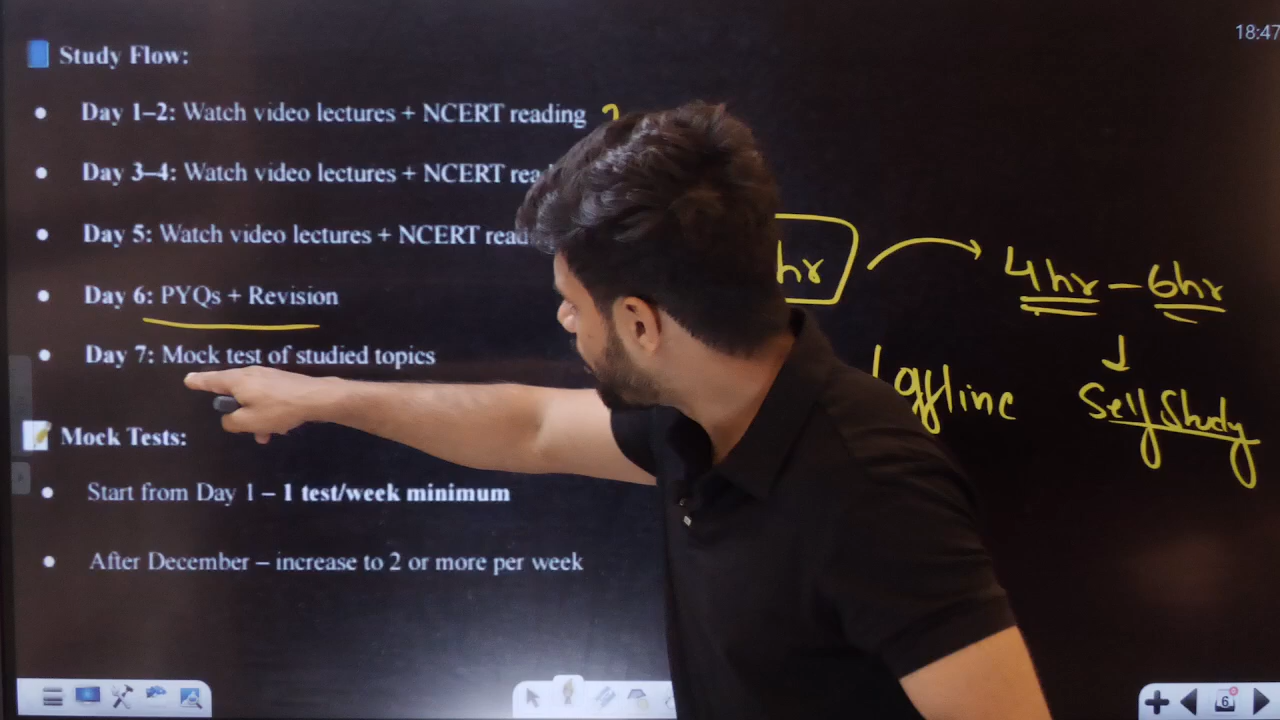 18:47
Study Flow:
Day 1–2: Watch video lectures + NCERT reading
Day 3–4: Watch video lectures + NCERT
Day 5: Watch video lectures + NCERT
Day 6: PYQs + Revision
Day 7: Mock test of studied topics
Mock Tests:
Start from Day 1 – 1 test/week minimum
After December – increase to 2 or more per week
hr
4hr – 6hr
offline
Self Study
6